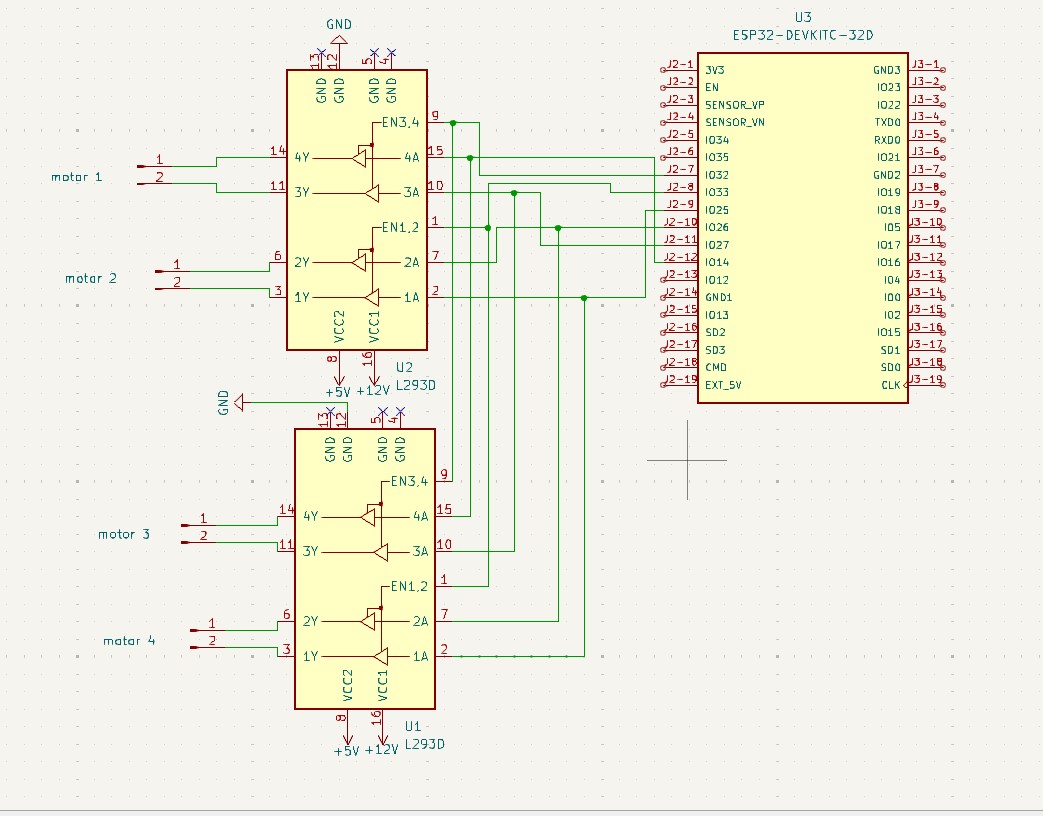 GND
13
12
5
4
GND
GND
GND
GND
EN3,4
9
motor 1
1
2
14
4Y
4A
15
11
3Y
3A
10
EN1,2
1
motor 2
1
2
6
2Y
2A
7
3
1Y
1A
2
VCC2
VCC1
8
16
+5V
+12V
U2
L293D
GND
13
12
5
4
GND
GND
GND
GND
EN3,4
9
motor 3
1
2
14
4Y
4A
15
11
3Y
3A
10
EN1,2
1
motor 4
1
2
6
2Y
2A
7
3
1Y
1A
2
VCC2
VCC1
8
16
+5V
+12V
U1
L293D
U3
ESP32-DEVKITC-32D
J2-1 3V3 GND3 J3-1
J2-2 EN IO23 J3-2
J2-3 SENSOR_VP IO22 J3-3
J2-4 SENSOR_VN TXD0 J3-4
J2-5 IO34 RXD0 J3-5
J2-6 IO35 IO21 J3-6
J2-7 IO32 GND2 J3-7
J2-8 IO33 IO19 J3-8
J2-9 IO25 IO18 J3-9
J2-10 IO26 IO5 J3-10
J2-11 IO27 IO17 J3-11
J2-12 IO14 IO16 J3-12
J2-13 IO12 IO4 J3-13
J2-14 GND1 IO0 J3-14
J2-15 IO13 IO2 J3-15
J2-16 SD2 IO15 J3-16
J2-17 SD3 SD1 J3-17
J2-18 CMD SD0 J3-18
J2-19 EXT_5V CLK J3-19